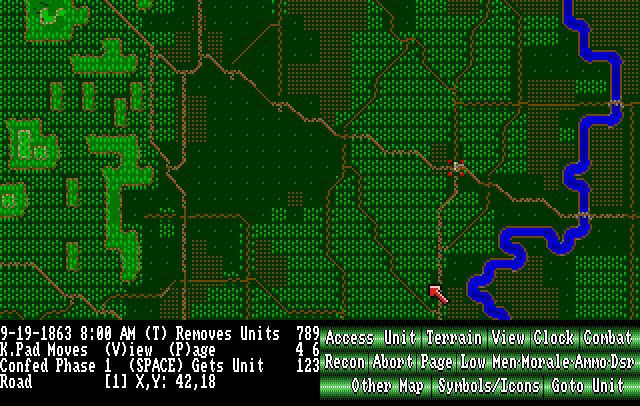 9-19-1863 8:00 AM (T) Removes Units 789
K.Pad Moves (V)iew (P)age 4 6
Confed Phase 1 (SPACE) Gets Unit 123
Road [1] X,Y: 42,18
Access Unit Terrain View Clock Combat
Recon Abort Page Low Men-Morale-Ammo-Dsr
Other Map Symbols/Icons Goto Unit